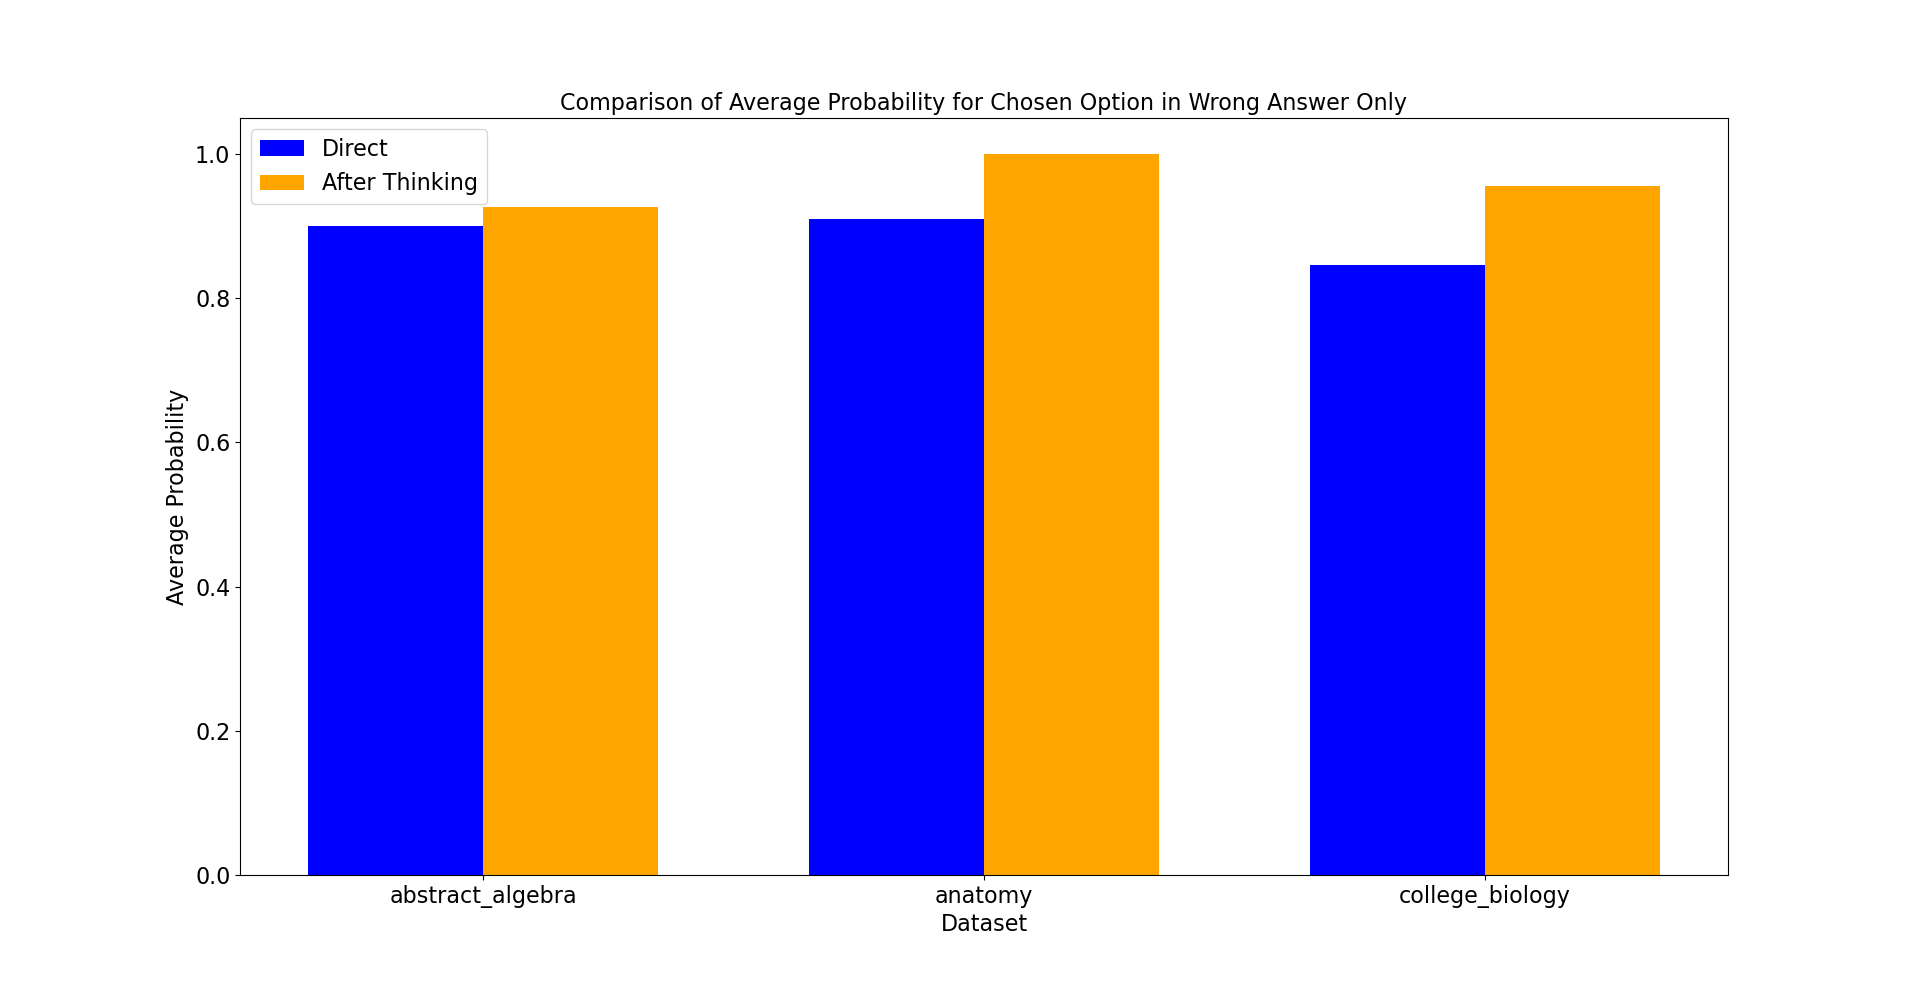 Comparison of Average Probability for Chosen Option in Wrong Answer Only
Direct
After Thinking
Average Probability
1.0
0.8
0.6
0.4
0.2
0.0
abstract_algebra
anatomy
college_biology
Dataset